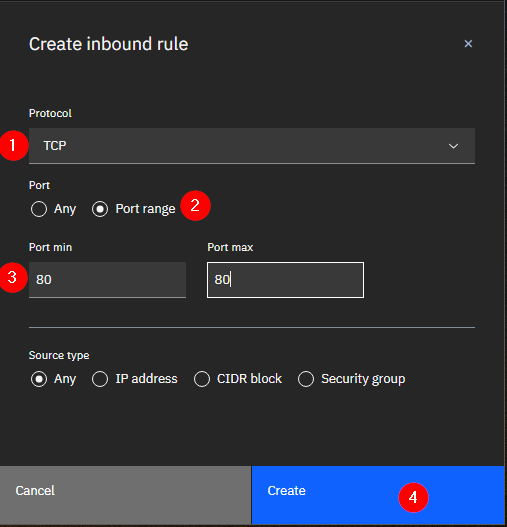 Create inbound rule ×
Protocol
1 TCP
Port
Any Port range 2
Port min Port max
3 80 80
Source type
Any IP address CIDR block Security group
Cancel Create 4